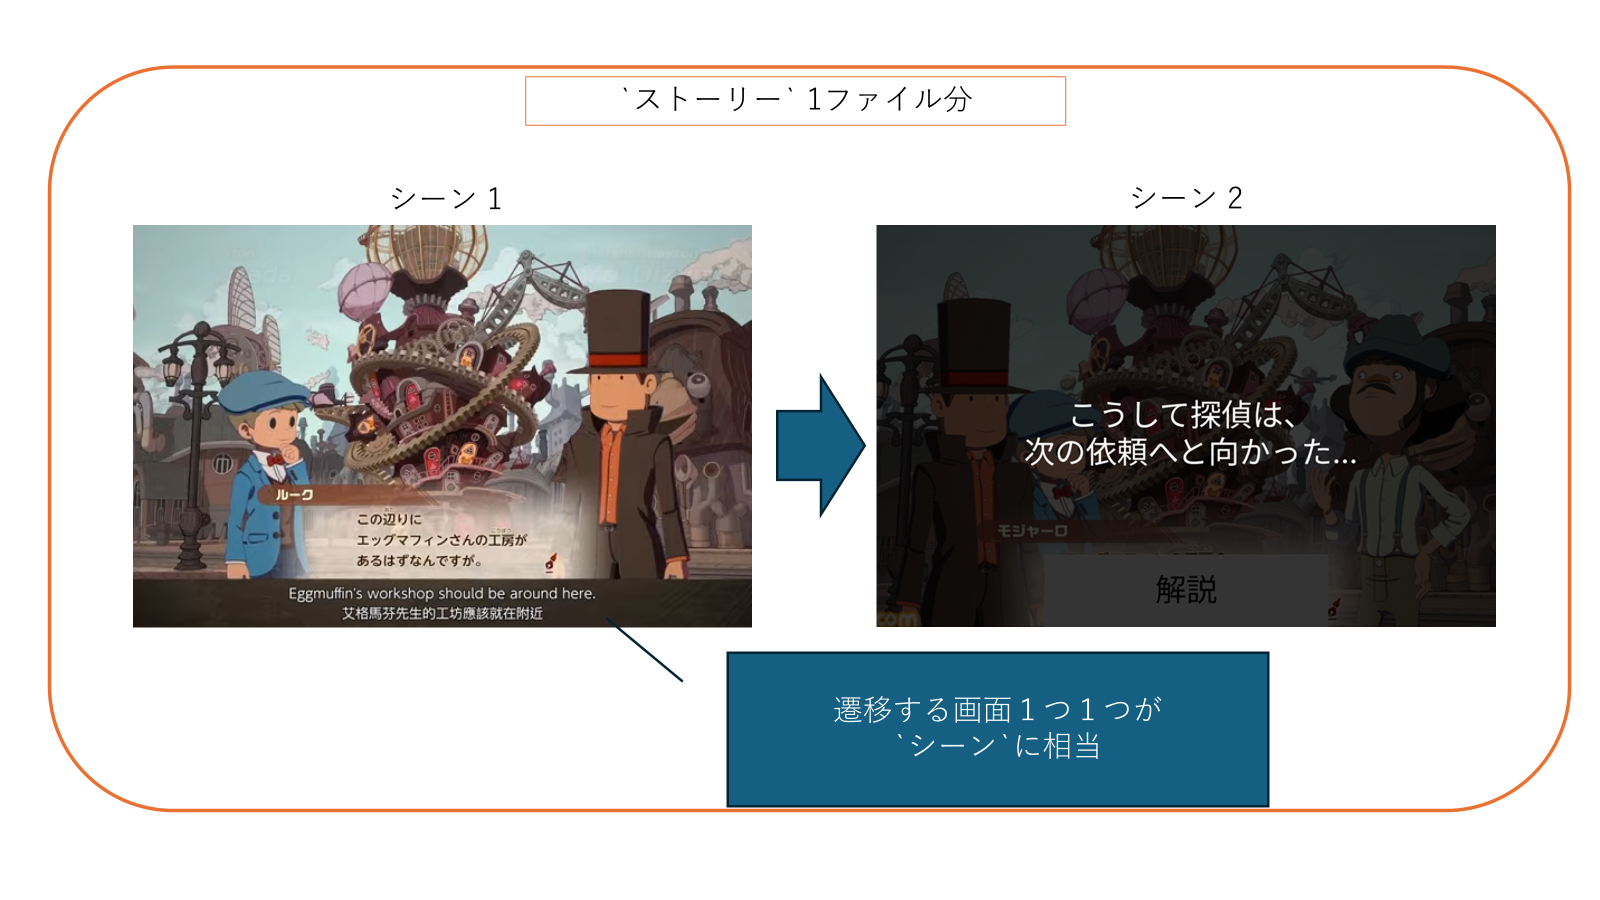 `ストーリー` 1ファイル分
シーン 1
シーン 2
ルーク
この辺りに
エッグマフィンさんの工房が
あるはずなんですが。
Eggmuffin's workshop should be around here.
艾格馬芬先生的工坊應該就在附近
こうして探偵は、
次の依頼へと向かった...
モジャーロ
解説
com
遷移する画面１つ１つが
`シーン`に相当